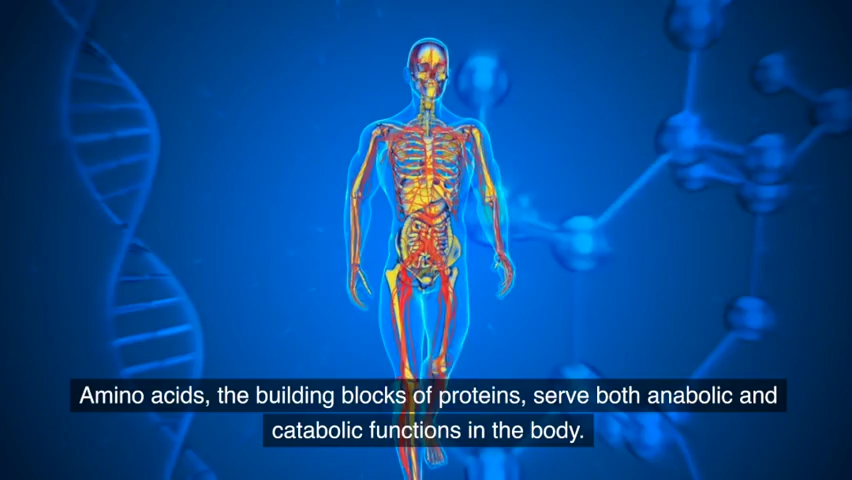 Amino acids, the building blocks of proteins, serve both anabolic and
catabolic functions in the body.